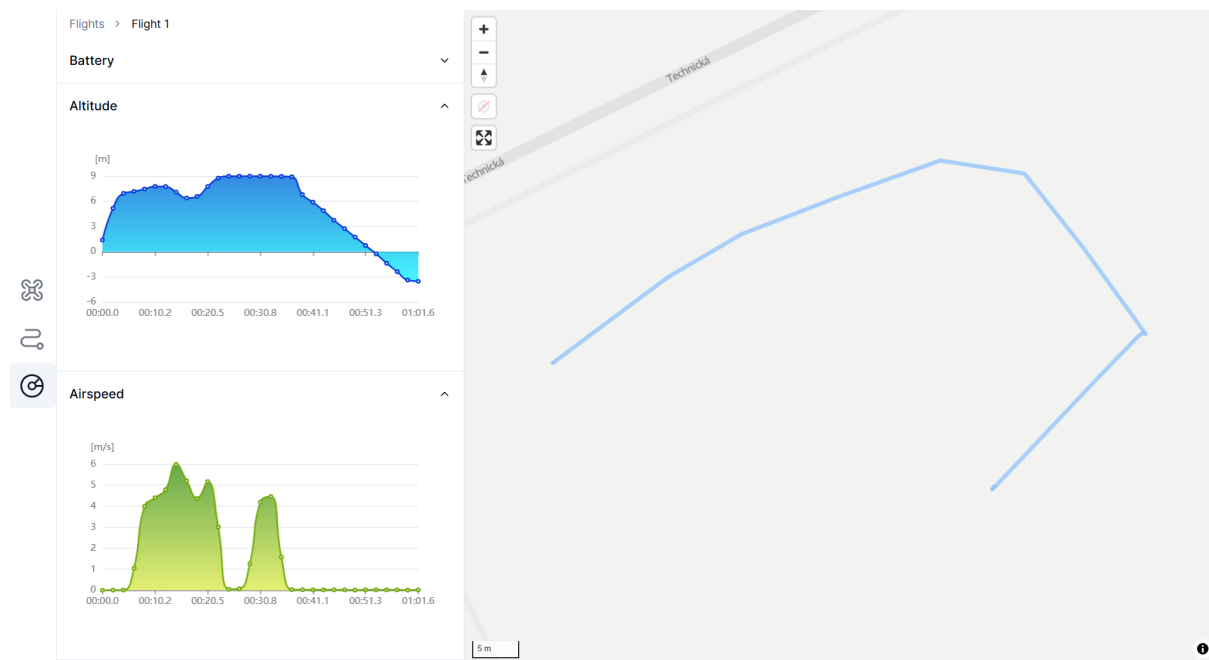 Flights > Flight 1
Battery
Altitude
[m]
9
6
3
0
-3
-6
00:00.0 00:10.2 00:20.5 00:30.8 00:41.1 00:51.3 01:01.6
Airspeed
[m/s]
6
5
4
3
2
1
0
00:00.0 00:10.2 00:20.5 00:30.8 00:41.1 00:51.3 01:01.6
Technická
Technická
5 m